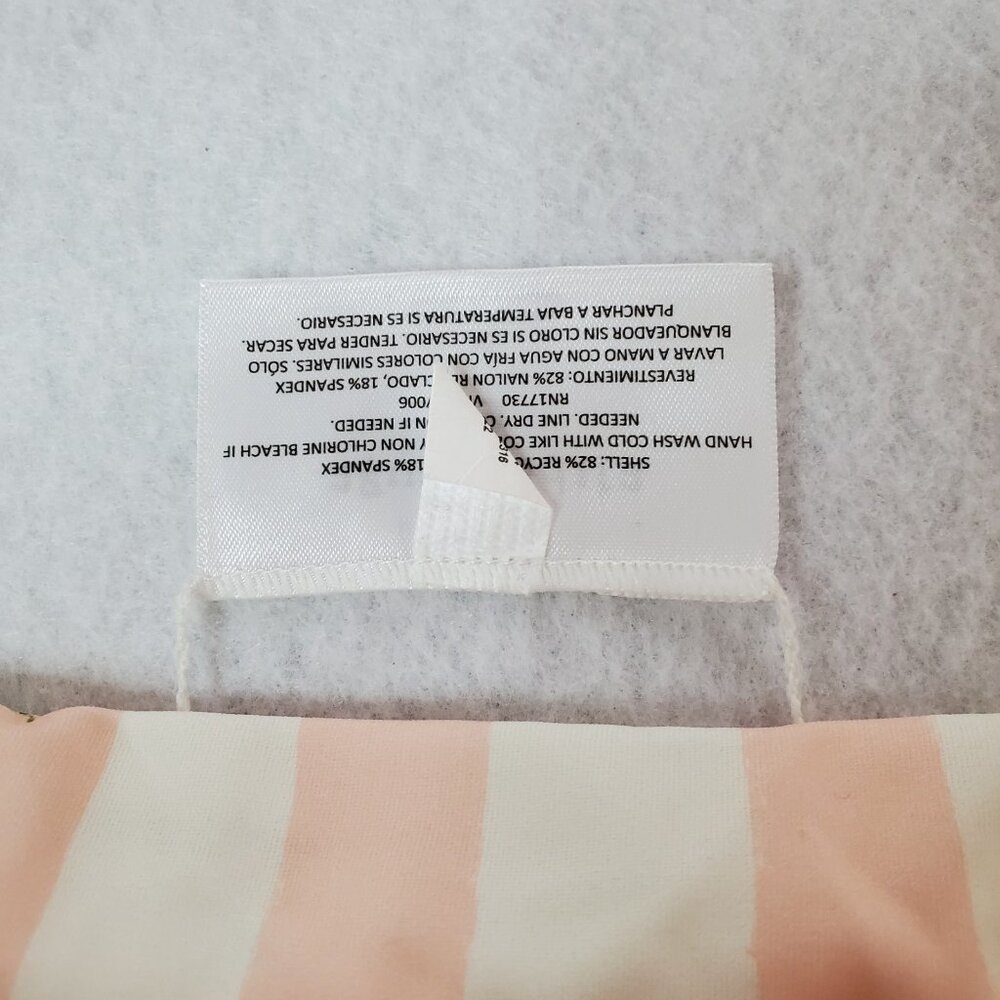 SHELL: 82% RECYC 18% SPANDEX
HAND WASH COLD WITH LIKE CO Y NON CHLORINE BLEACH IF
NEEDED. LINE DRY. C N IF NEEDED.
RN17730 V 7006
REVESTIMIENTO: 82% NAILON RE CLADO, 18% SPANDEX
LAVAR A MANO CON AGUA FRÍA CON COLORES SIMILARES. SÓLO
BLANQUEADOR SIN CLORO SI ES NECESARIO. TENDER PARA SECAR.
PLANCHAR A BAJA TEMPERATURA SI ES NECESARIO.